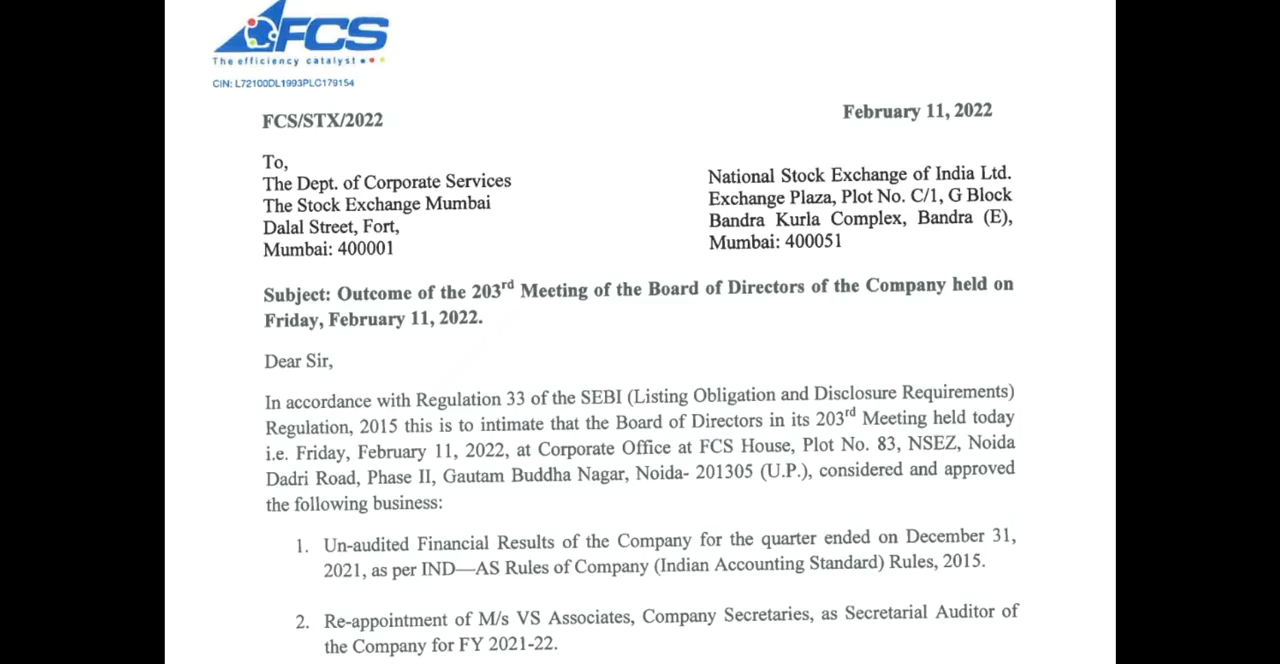 FCS
The efficiency catalyst
CIN: L72100DL1993PLC179154
FCS/STX/2022
February 11, 2022
To,
The Dept. of Corporate Services
The Stock Exchange Mumbai
Dalal Street, Fort,
Mumbai: 400001
National Stock Exchange of India Ltd.
Exchange Plaza, Plot No. C/1, G Block
Bandra Kurla Complex, Bandra (E),
Mumbai: 400051
Subject: Outcome of the 203rd Meeting of the Board of Directors of the Company held on
Friday, February 11, 2022.
Dear Sir,
In accordance with Regulation 33 of the SEBI (Listing Obligation and Disclosure Requirements)
Regulation, 2015 this is to intimate that the Board of Directors in its 203rd Meeting held today
i.e. Friday, February 11, 2022, at Corporate Office at FCS House, Plot No. 83, NSEZ, Noida
Dadri Road, Phase II, Gautam Buddha Nagar, Noida- 201305 (U.P.), considered and approved
the following business:
1. Un-audited Financial Results of the Company for the quarter ended on December 31,
2021, as per IND—AS Rules of Company (Indian Accounting Standard) Rules, 2015.
2. Re-appointment of M/s VS Associates, Company Secretaries, as Secretarial Auditor of
the Company for FY 2021-22.